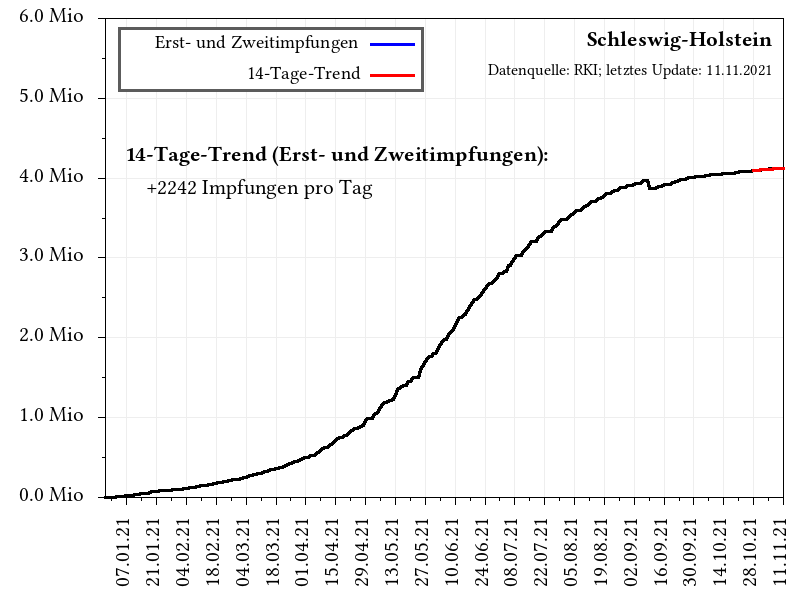 6.0 Mio
5.0 Mio
4.0 Mio
3.0 Mio
2.0 Mio
1.0 Mio
0.0 Mio
Erst- und Zweitimpfungen
14-Tage-Trend
Schleswig-Holstein
Datenquelle: RKI; letztes Update: 11.11.2021
14-Tage-Trend (Erst- und Zweitimpfungen):
+2242 Impfungen pro Tag
07.01.21
21.01.21
04.02.21
18.02.21
04.03.21
18.03.21
01.04.21
15.04.21
29.04.21
13.05.21
27.05.21
10.06.21
24.06.21
08.07.21
22.07.21
05.08.21
19.08.21
02.09.21
16.09.21
30.09.21
14.10.21
28.10.21
11.11.21